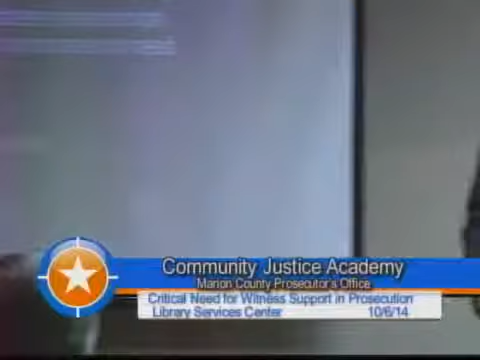 Community Justice Academy
Marion County Prosecutor's Office
Critical Need for Witness Support in Prosecution
Library Services Center 10/6/14